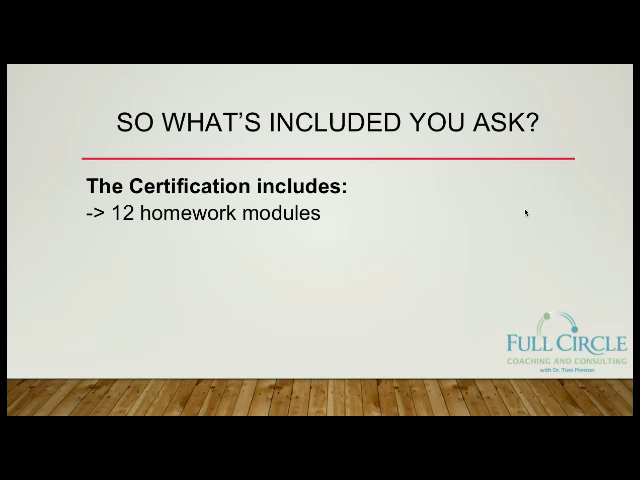 SO WHAT'S INCLUDED YOU ASK?
The Certification includes:
-> 12 homework modules
FULL CIRCLE
COACHING AND CONSULTING
with Dr. Tom Preston